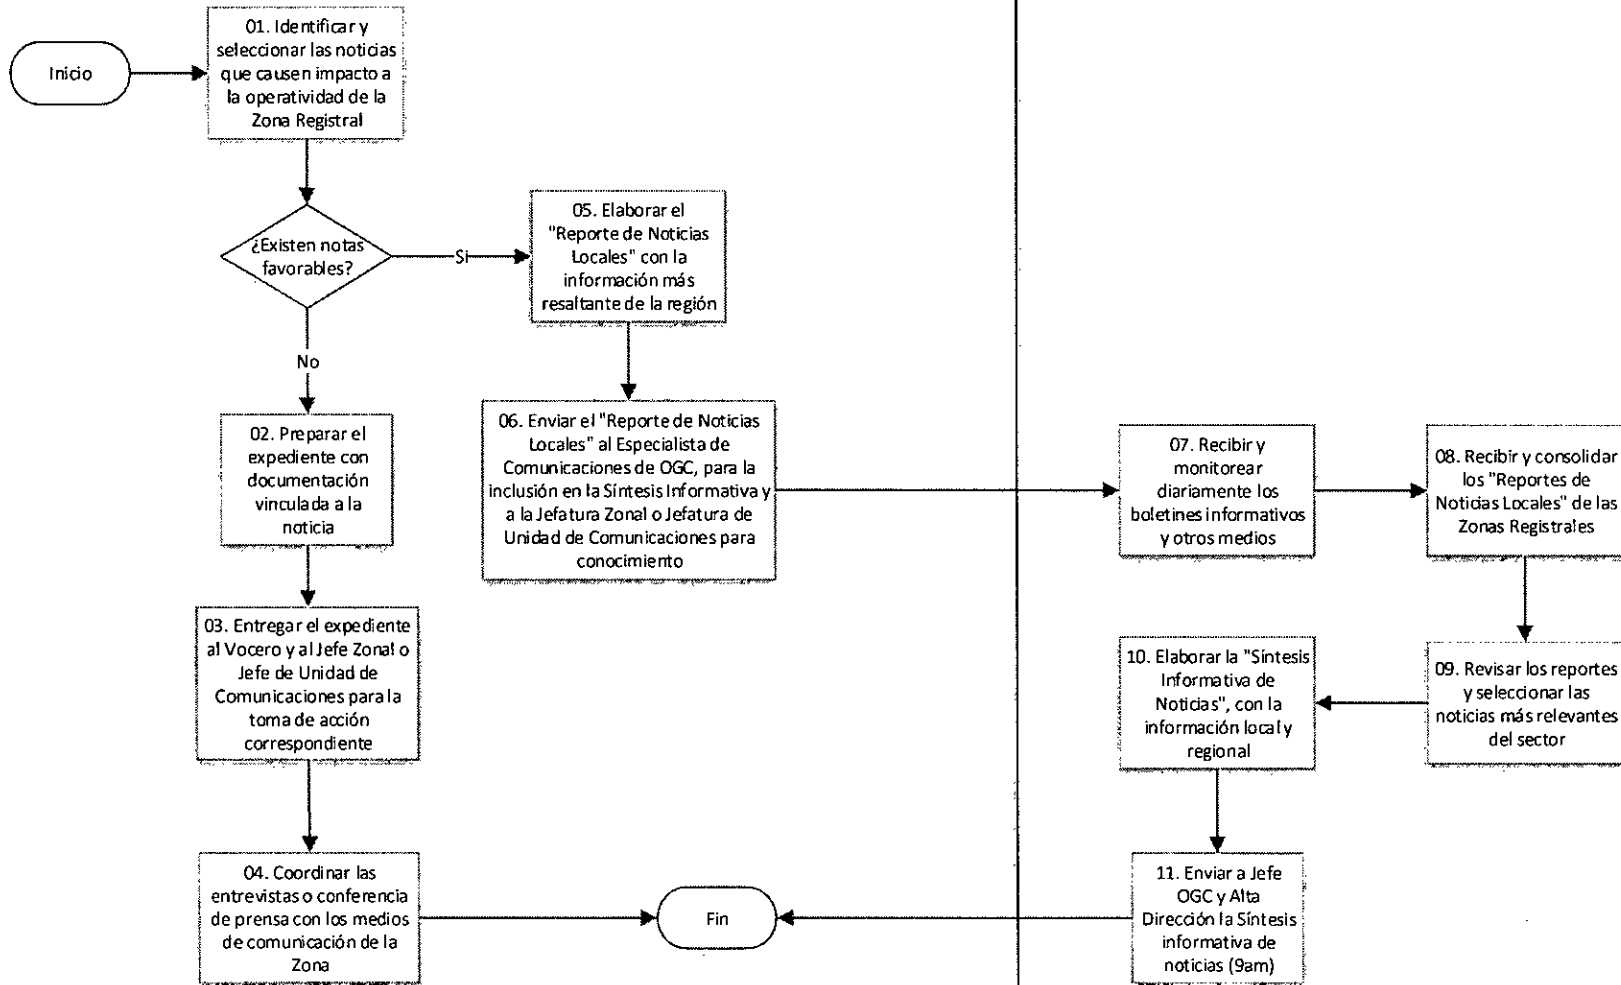 01. Identificar y
seleccionar las noticias
que causen impacto a
la operatividad de la
Zona Registral
Inicio
¿Existen notas
favorables?
Si
No
05. Elaborar el
"Reporte de Noticias
Locales" con la
información más
resaltante de la región
02. Preparar el
expediente con
documentación
vinculada a la
noticia
06. Enviar el "Reporte de Noticias
Locales" al Especialista de
Comunicaciones de OGC, para la
inclusión en la Síntesis Informativa y
a la Jefatura Zonal o Jefatura de
Unidad de Comunicaciones para
conocimiento
07. Recibir y
monitorear
diariamente los
boletines informativos
y otros medios
08. Recibir y consolidar
los "Reportes de
Noticias Locales" de las
Zonas Registrales
03. Entregar el expediente
al Vocero y al Jefe Zonal o
Jefe de Unidad de
Comunicaciones para la
toma de acción
correspondiente
10. Elaborar la "Síntesis
Informativa de
Noticias", con la
información local y
regional
09. Revisar los reportes
y seleccionar las
noticias más relevantes
del sector
04. Coordinar las
entrevistas o conferencia
de prensa con los medios
de comunicación de la
Zona
Fin
11. Enviar a Jefe
OGC y Alta
Dirección la Síntesis
informativa de
noticias (9am)